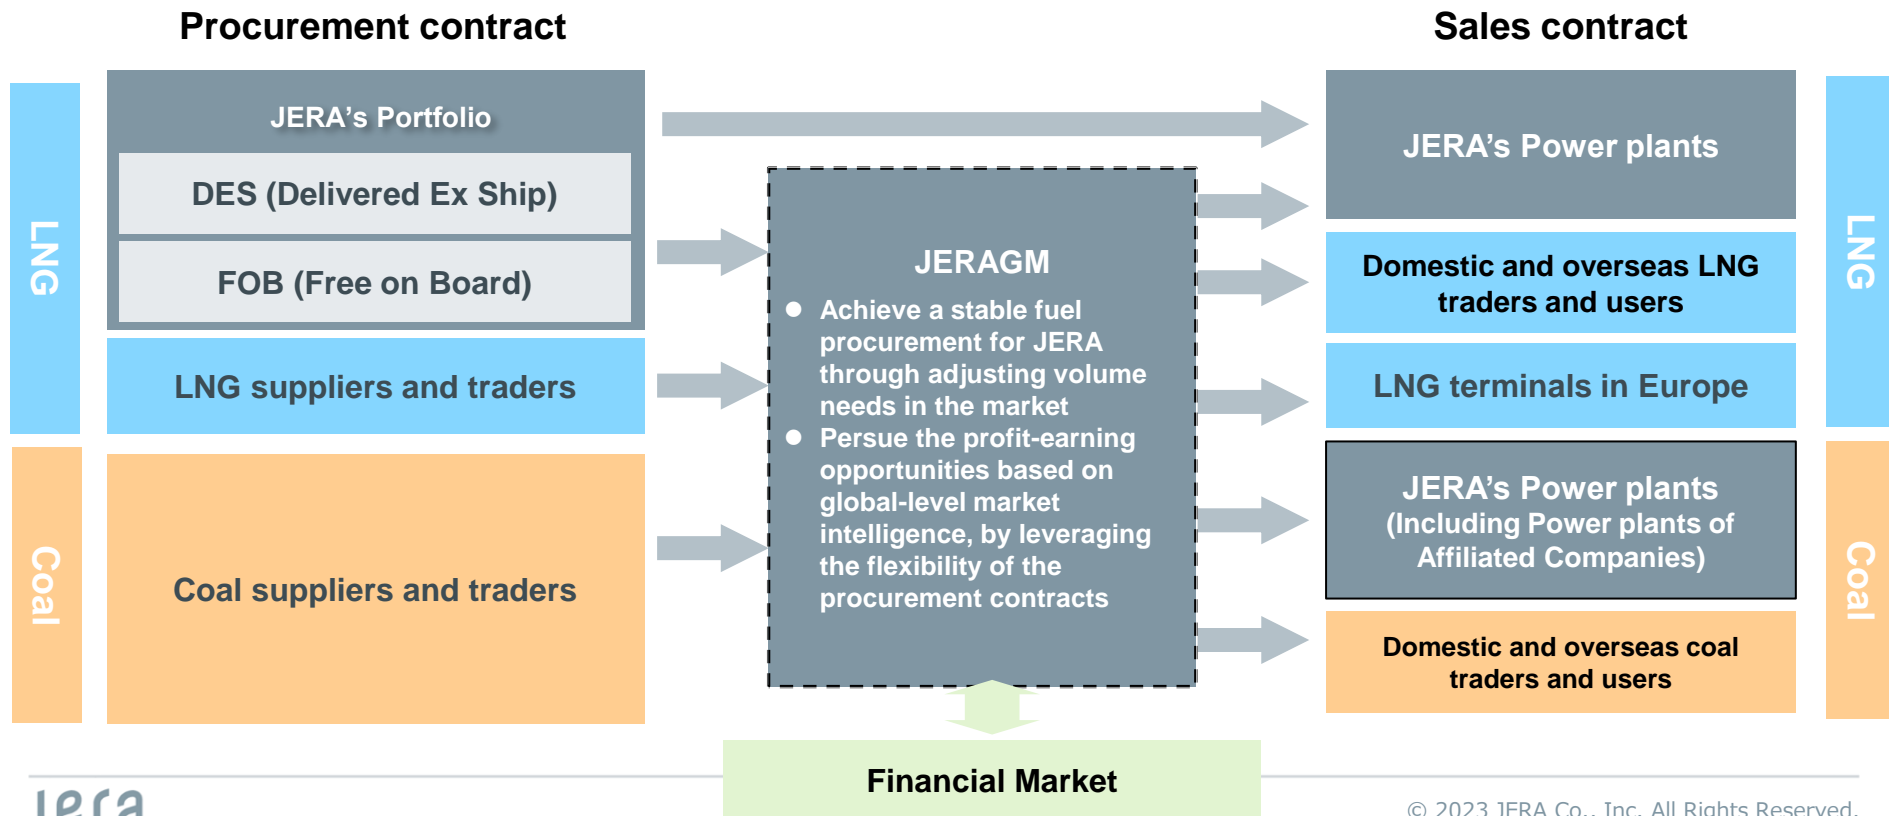 Procurement contract
Sales contract
LNG
JERA's Portfolio
DES (Delivered Ex Ship)
FOB (Free on Board)
LNG suppliers and traders
Coal
Coal suppliers and traders
JERAGM
● Achieve a stable fuel
procurement for JERA
through adjusting volume
needs in the market
● Persue the profit-earning
opportunities based on
global-level market
intelligence, by leveraging
the flexibility of the
procurement contracts
JERA's Power plants
Domestic and overseas LNG
traders and users
LNG terminals in Europe
LNG
JERA's Power plants
(Including Power plants of
Affiliated Companies)
Domestic and overseas coal
traders and users
Coal
Financial Market
Jera
© 2023 JERA Co., Inc. All Rights Reserved.